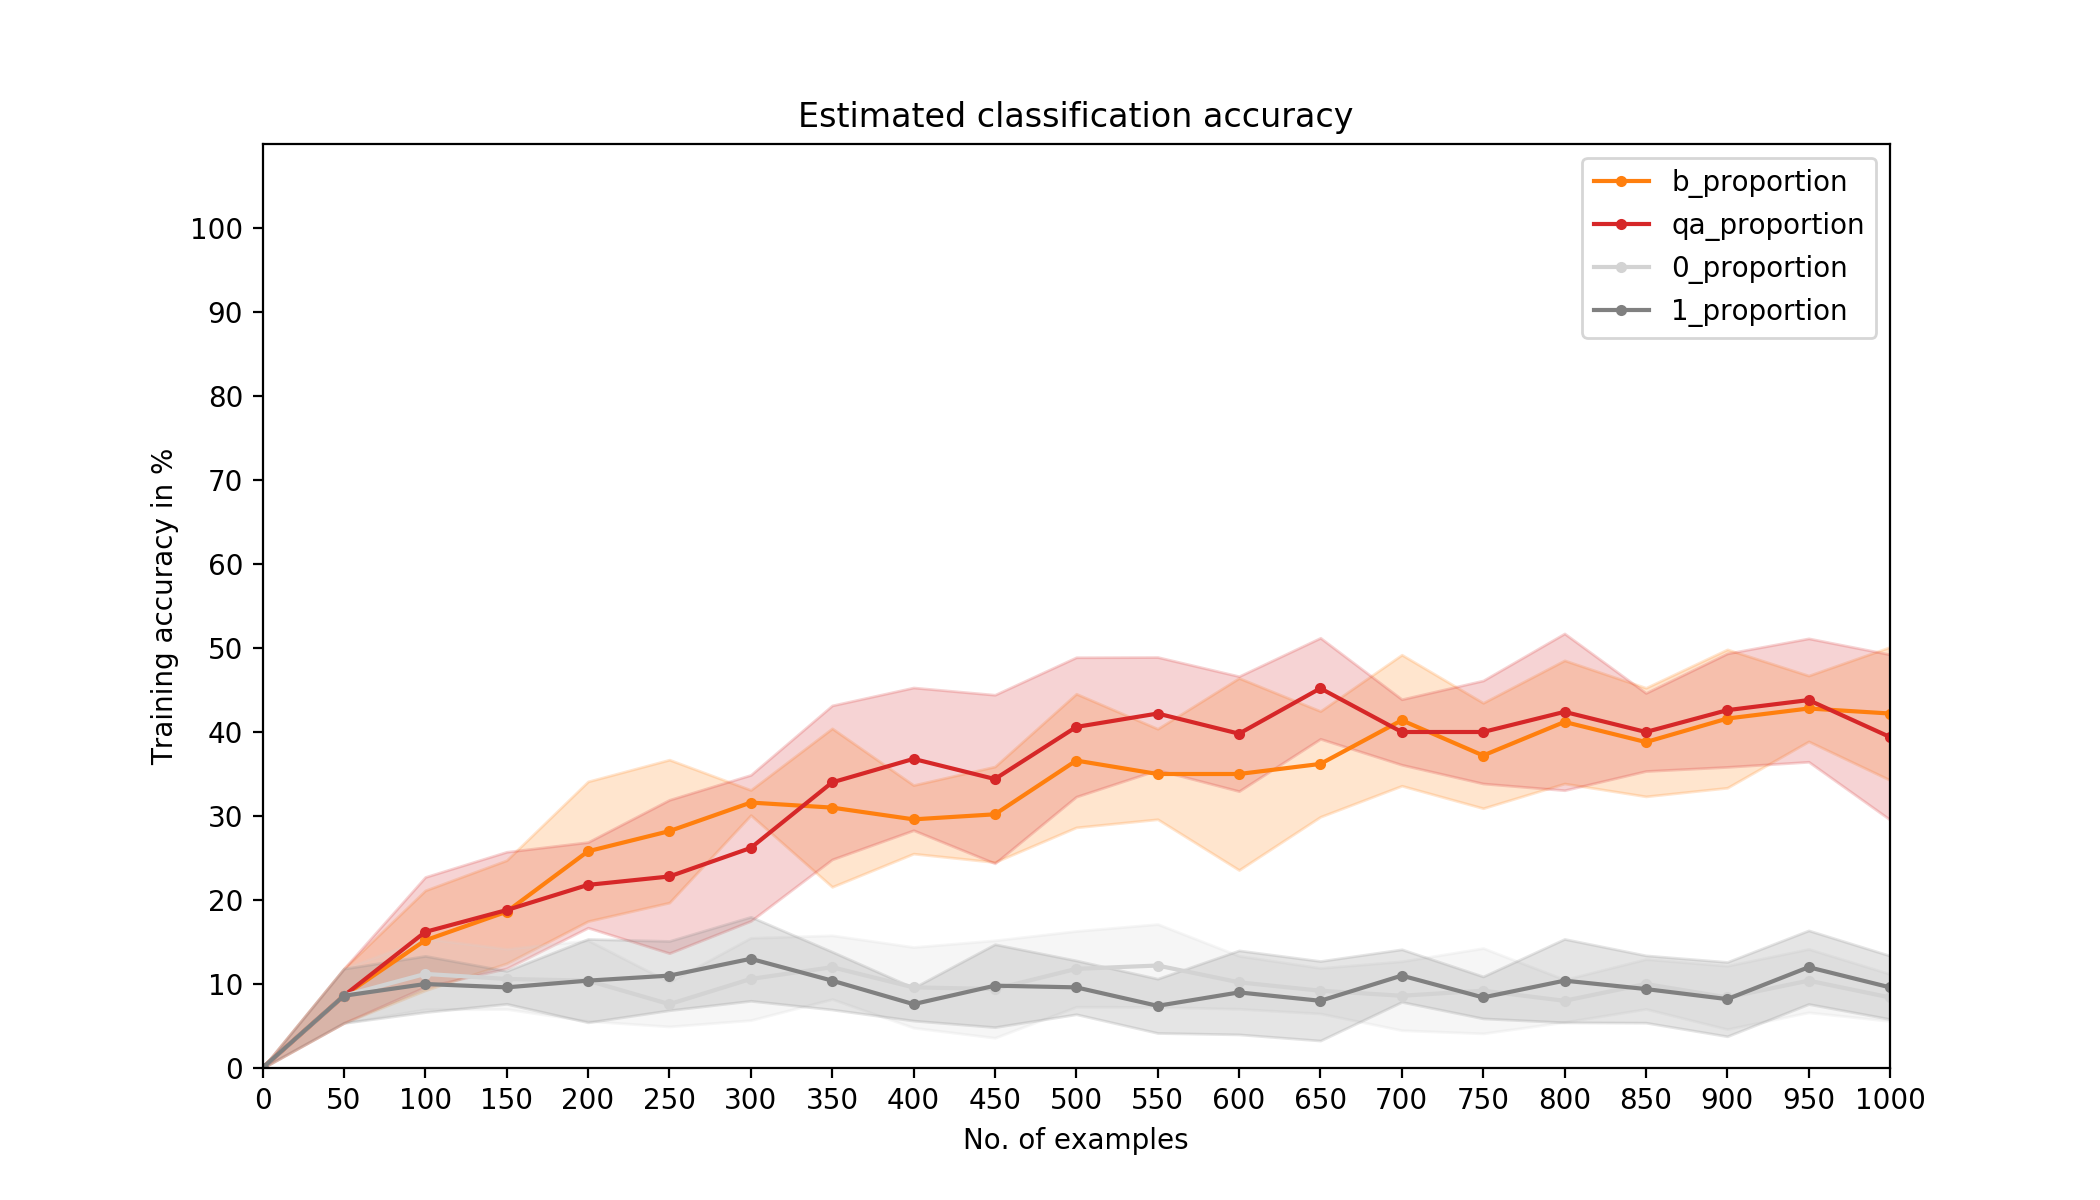 Estimated classification accuracy
b_proportion
qa_proportion
0_proportion
1_proportion
100
90
80
70
60
50
40
30
20
10
0
Training accuracy in %
0 50 100 150 200 250 300 350 400 450 500 550 600 650 700 750 800 850 900 950 1000
No. of examples